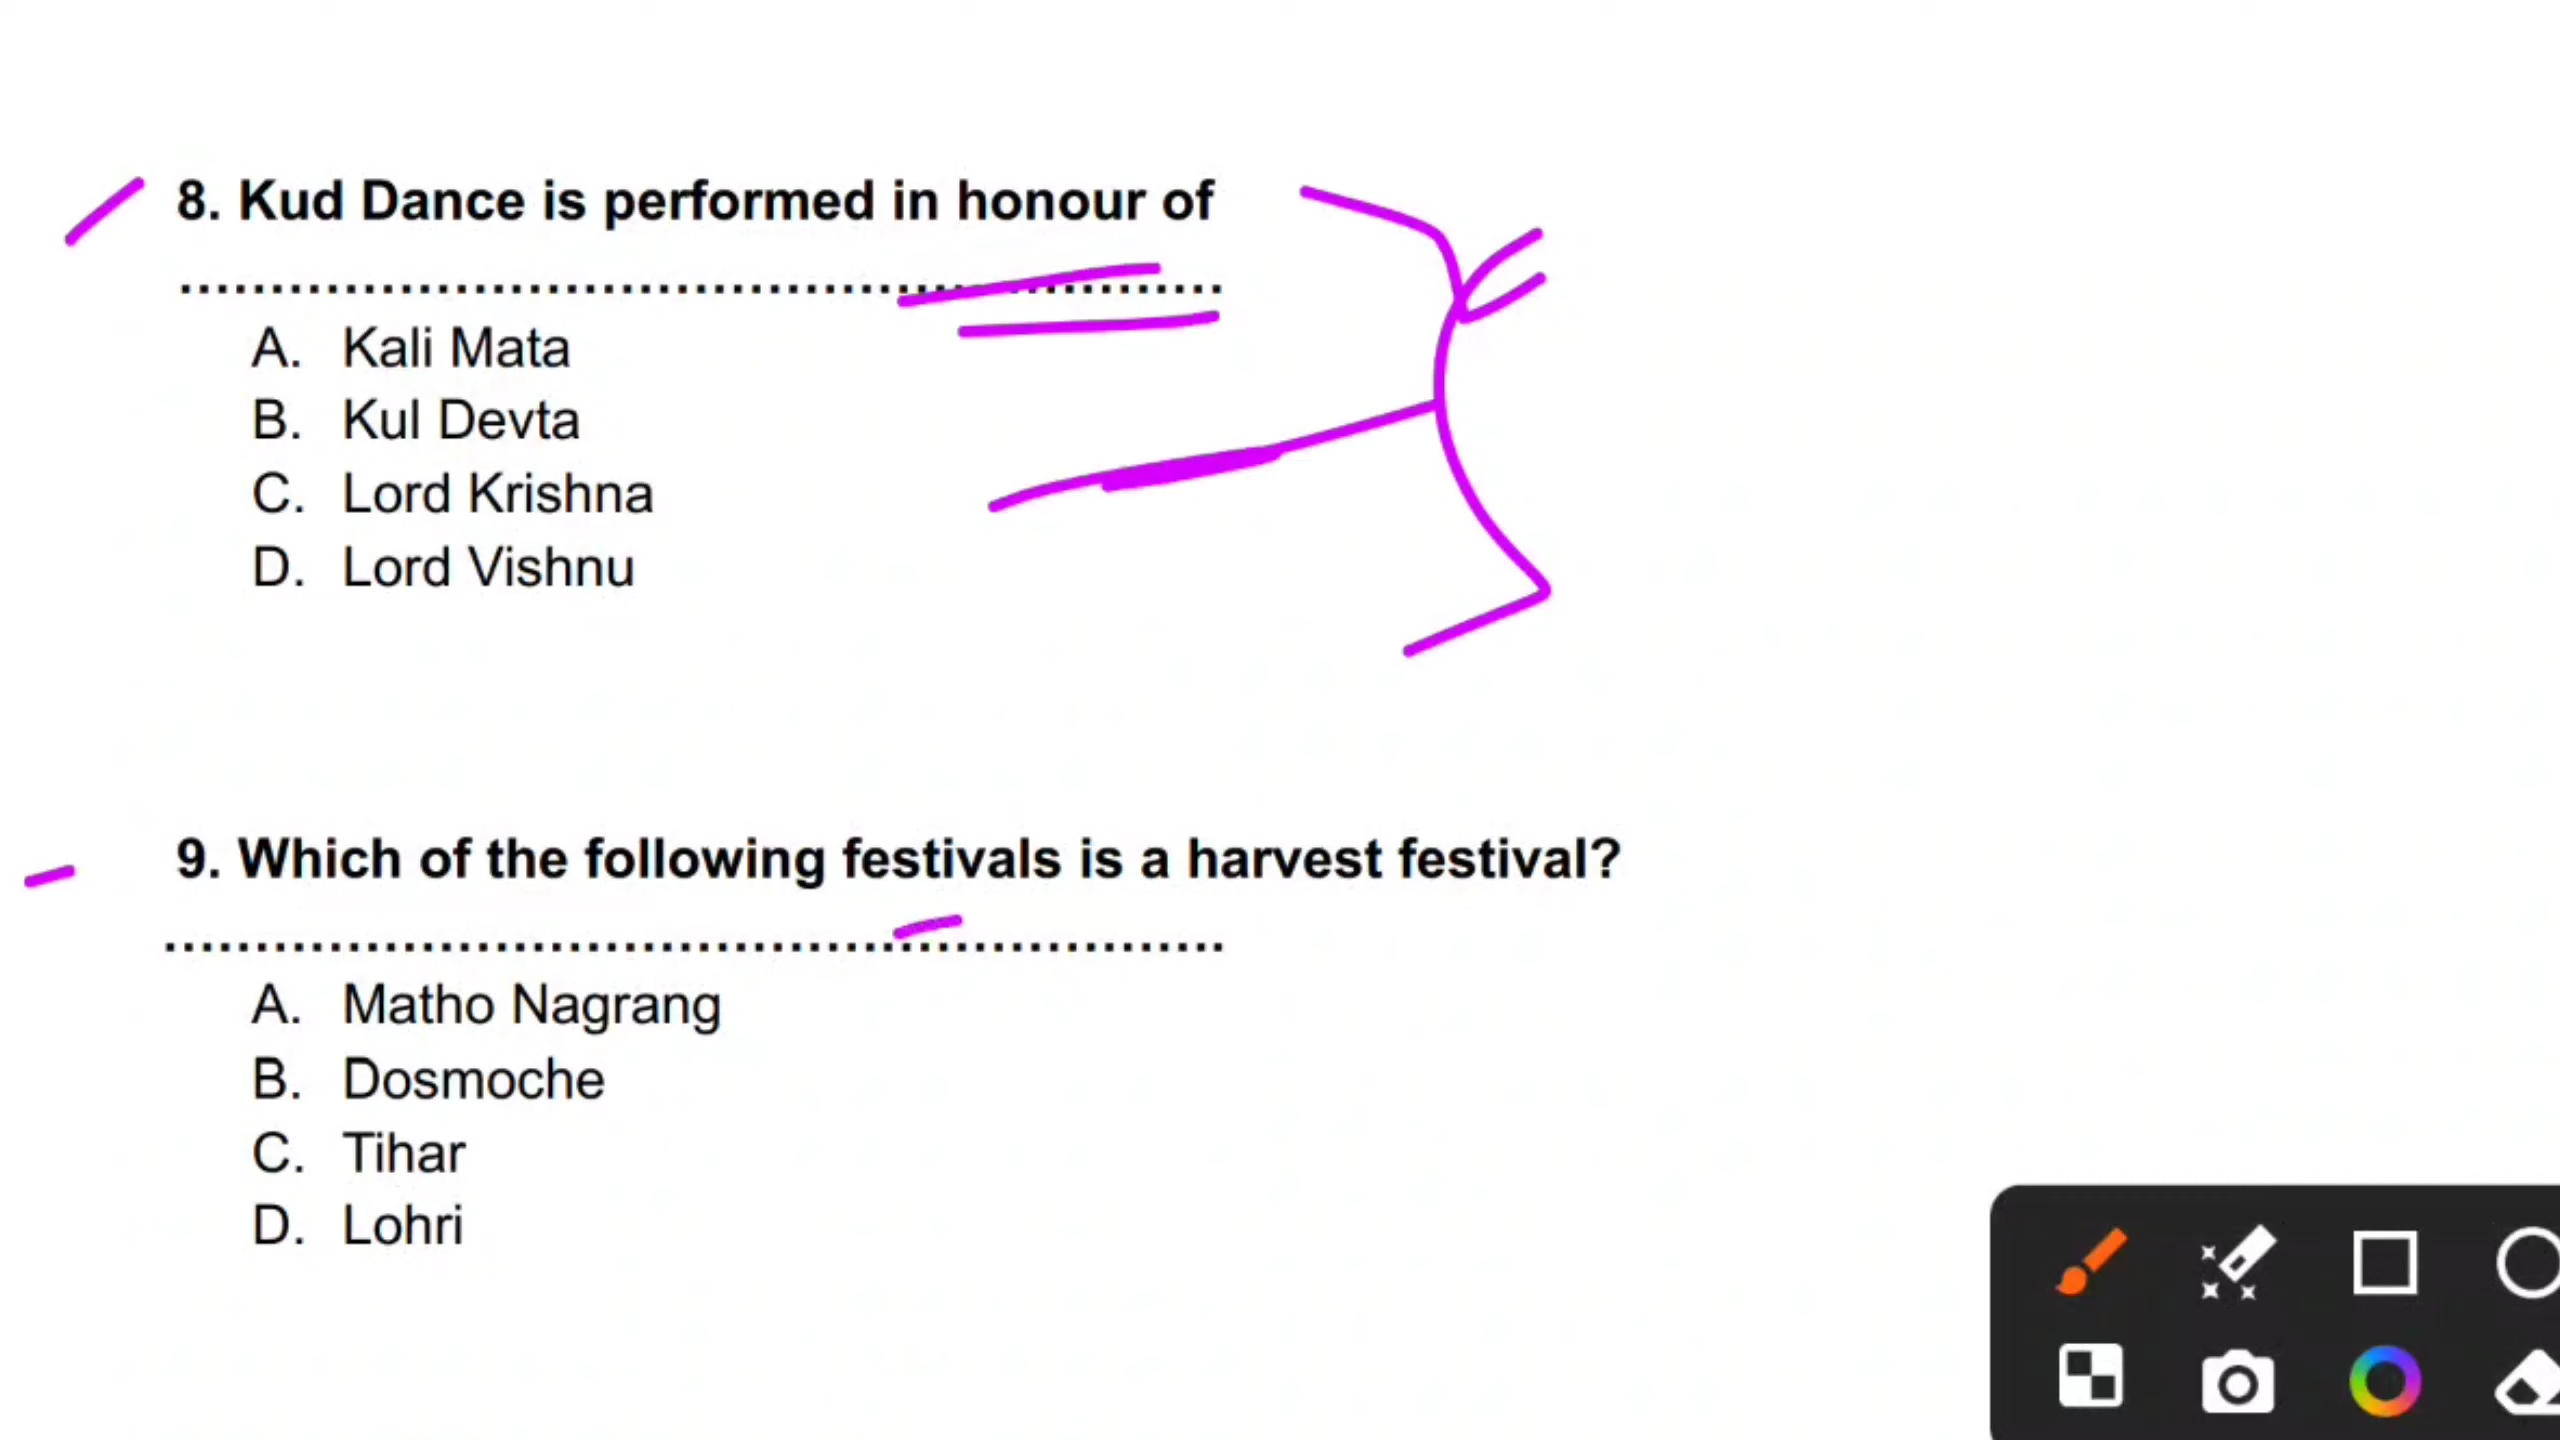 8. Kud Dance is performed in honour of
..........................................................
A. Kali Mata
B. Kul Devta
C. Lord Krishna
D. Lord Vishnu
9. Which of the following festivals is a harvest festival?
...........................................................
A. Matho Nagrang
B. Dosmoche
C. Tihar
D. Lohri